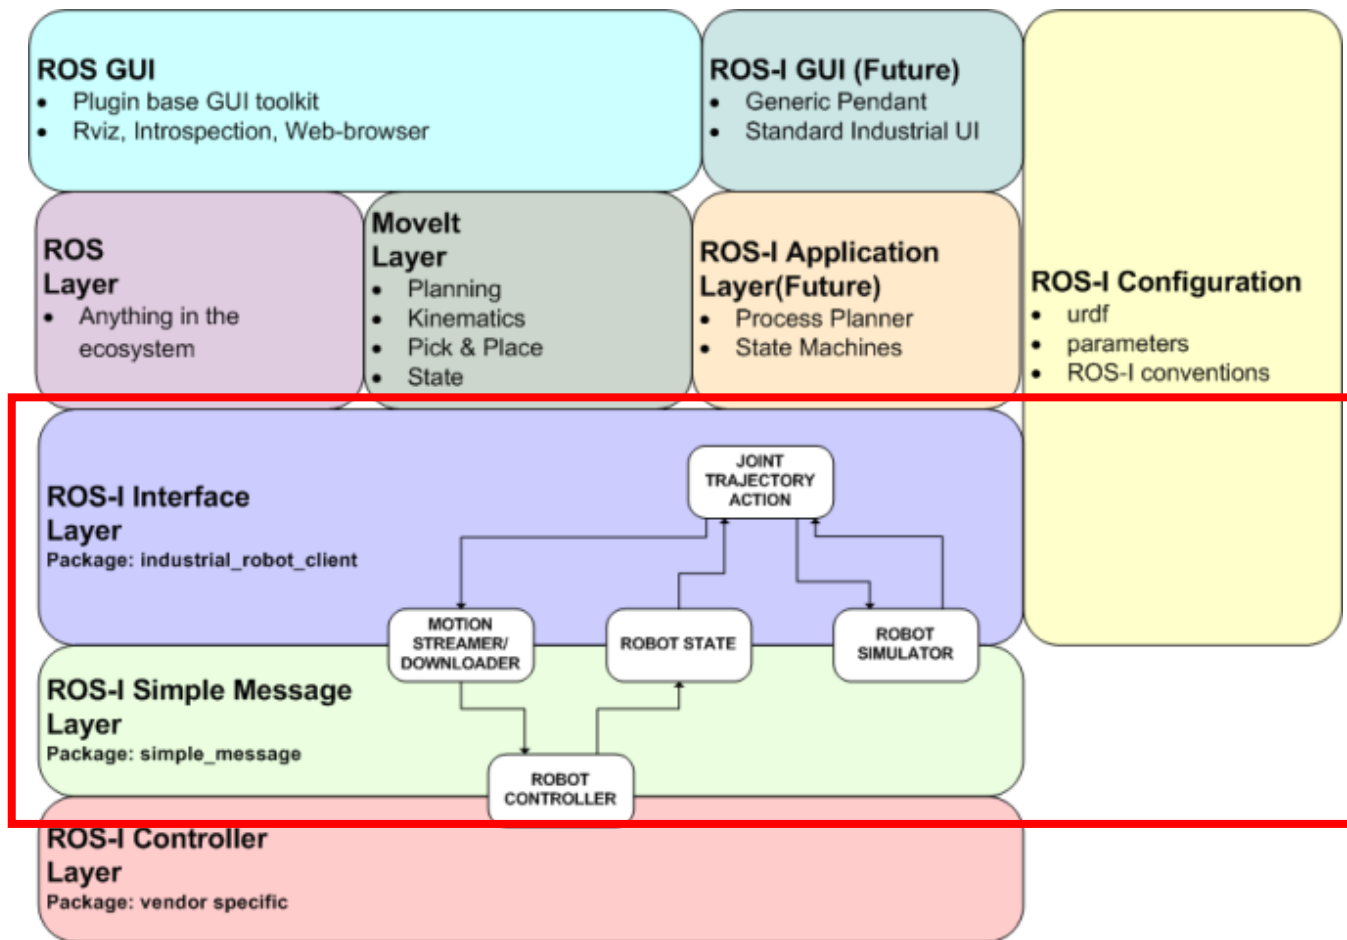 ROS GUI
• Plugin base GUI toolkit
• Rviz, Introspection, Web-browser
ROS-I GUI (Future)
• Generic Pendant
• Standard Industrial UI
ROS
Layer
• Anything in the
ecosystem
MoveIt
Layer
• Planning
• Kinematics
• Pick & Place
• State
ROS-I Application
Layer(Future)
• Process Planner
• State Machines
ROS-I Configuration
• urdf
• parameters
• ROS-I conventions
ROS-I Interface
Layer
Package: industrial_robot_client
JOINT
TRAJECTORY
ACTION
MOTION
STREAMER/
DOWNLOADER
ROBOT STATE
ROBOT
SIMULATOR
ROS-I Simple Message
Layer
Package: simple_message
ROBOT
CONTROLLER
ROS-I Controller
Layer
Package: vendor specific